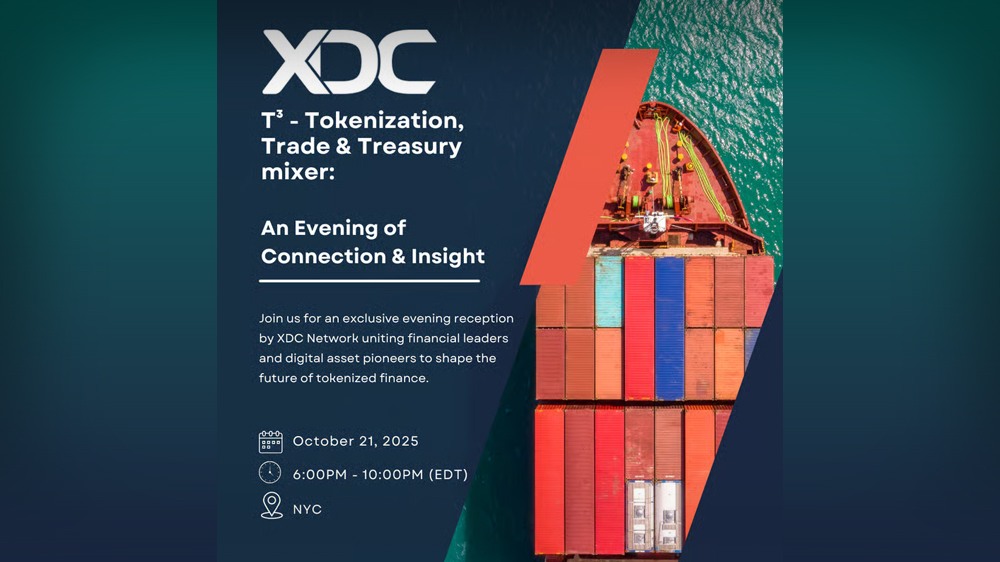 XDC
T³ - Tokenization,
Trade & Treasury
mixer:
An Evening of
Connection & Insight
Join us for an exclusive evening reception
by XDC Network uniting financial leaders
and digital asset pioneers to shape the
future of tokenized finance.
October 21, 2025
6:00PM - 10:00PM (EDT)
NYC